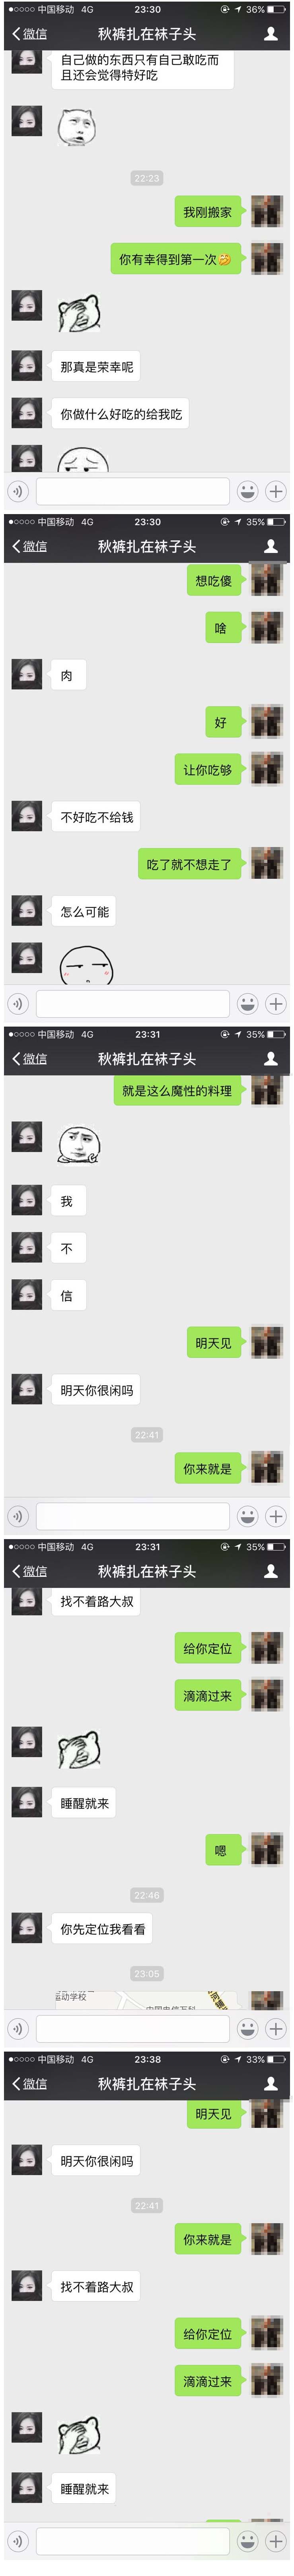 中国移动 4G 23:30 36%
微信 秋裤扎在袜子头
自己做的东西只有自己敢吃而
且还会觉得特好吃
22:23
我刚搬家
你有幸得到第一次
那真是荣幸呢
你做什么好吃的给我吃
中国移动 4G 23:30 35%
微信 秋裤扎在袜子头
想吃傻
啥
肉
好
让你吃够
不好吃不给钱
吃了就不想走了
怎么可能
中国移动 4G 23:31 35%
微信 秋裤扎在袜子头
就是这么魔性的料理
我
不
信
明天见
明天你很闲吗
22:41
你来就是
中国移动 4G 23:31 35%
微信 秋裤扎在袜子头
找不着路大叔
给你定位
滴滴过来
睡醒就来
嗯
22:46
你先定位我看看
23:05
运动学校
中国电信万科
中国移动 4G 23:38 33%
微信 秋裤扎在袜子头
明天见
明天你很闲吗
22:41
你来就是
找不着路大叔
给你定位
滴滴过来
睡醒就来